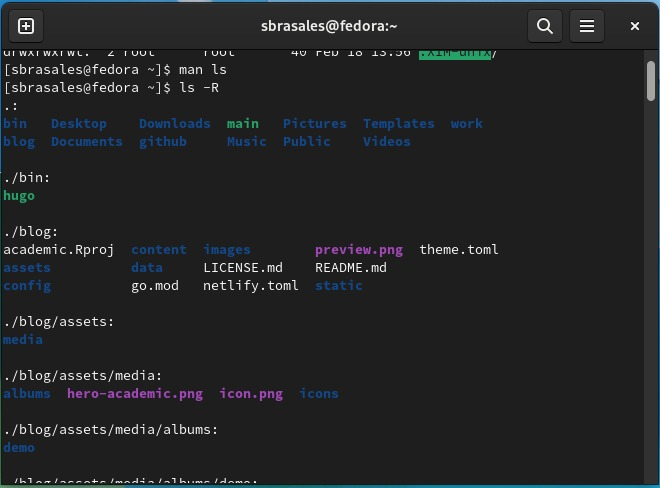 sbrasales@fedora:~
drwxrwxrwt.  2 root      root       40 Feb 18 13:56 .XIM-unix/
[sbrasales@fedora ~]$ man ls
[sbrasales@fedora ~]$ ls -R
.:
bin   Desktop    Downloads  main   Pictures  Templates  work
blog  Documents  github     Music  Public    Videos
./bin:
hugo
./blog:
academic.Rproj  content  images        preview.png  theme.toml
assets          data     LICENSE.md    README.md
config          go.mod   netlify.toml  static
./blog/assets:
media
./blog/assets/media:
albums  hero-academic.png  icon.png  icons
./blog/assets/media/albums:
demo
./blog/assets/media/albums/demo: